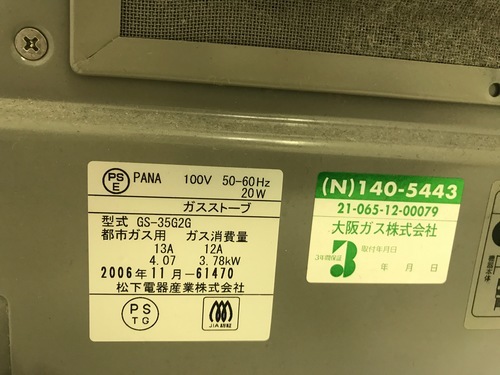 PS
E
PANA 100V 50-60Hz
20W
ガスストーブ
型式 GS-35G2G
都市ガス用 ガス消費量
13A 12A
4.07 3.78kW
2006年11月-61470
松下電器産業株式会社
PS
TG
JIA
(N)140-5443
21-065-12-00079
大阪ガス株式会社
3年間保証
3
取付年月日
年 月 日